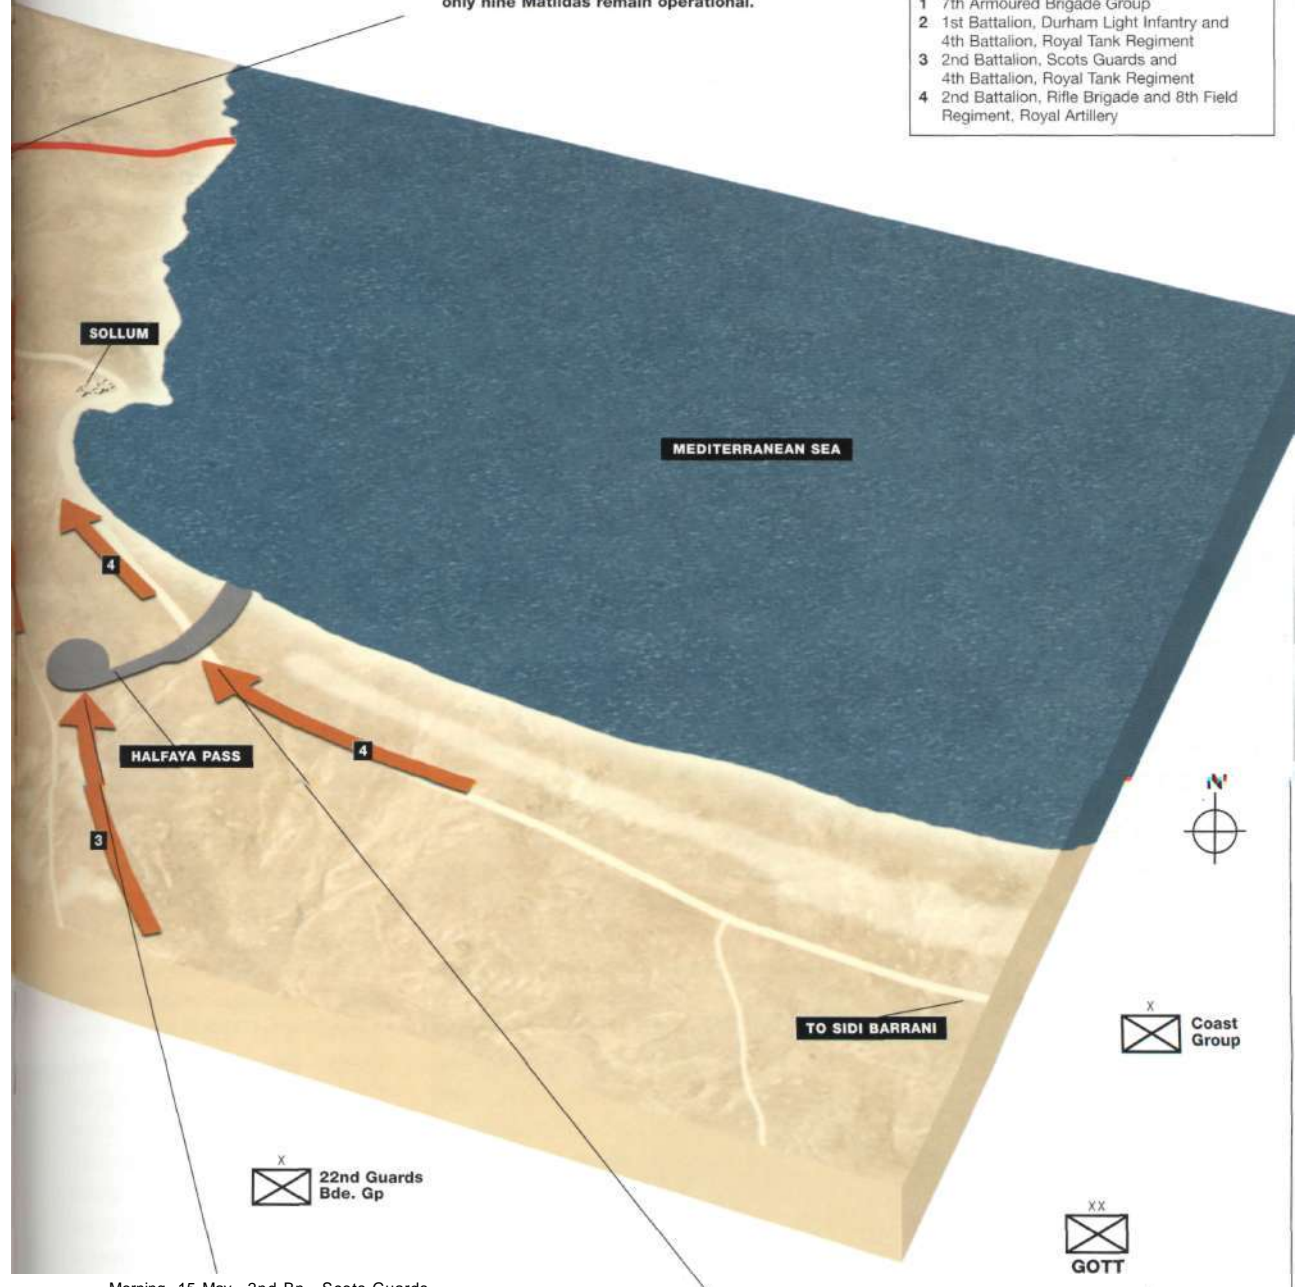 only nine Matildas remain operational.
1 7th Armoured Brigade Group
2 1st Battalion, Durham Light Infantry and
4th Battalion, Royal Tank Regiment
3 2nd Battalion, Scots Guards and
4th Battalion, Royal Tank Regiment
4 2nd Battalion, Rifle Brigade and 8th Field
Regiment, Royal Artillery
SOLLUM
MEDITERRANEAN SEA
4
HALFAYA PASS
4
N
3
TO SIDI BARRANI
X
Coast
Group
X
22nd Guards
Bde. Gp
XX
GOTT
Morning, 15 May, 2nd Bn., Scots Guards